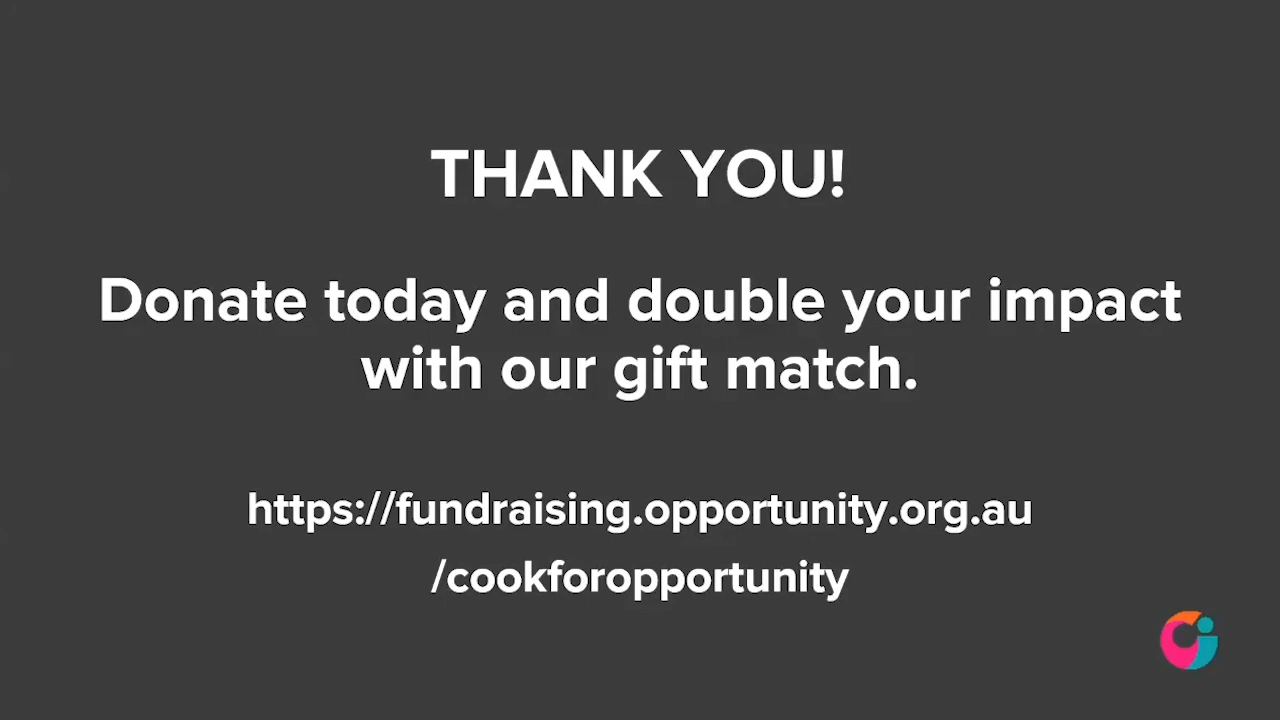 THANK YOU!
Donate today and double your impact
with our gift match.
https://fundraising.opportunity.org.au
/cookforopportunity